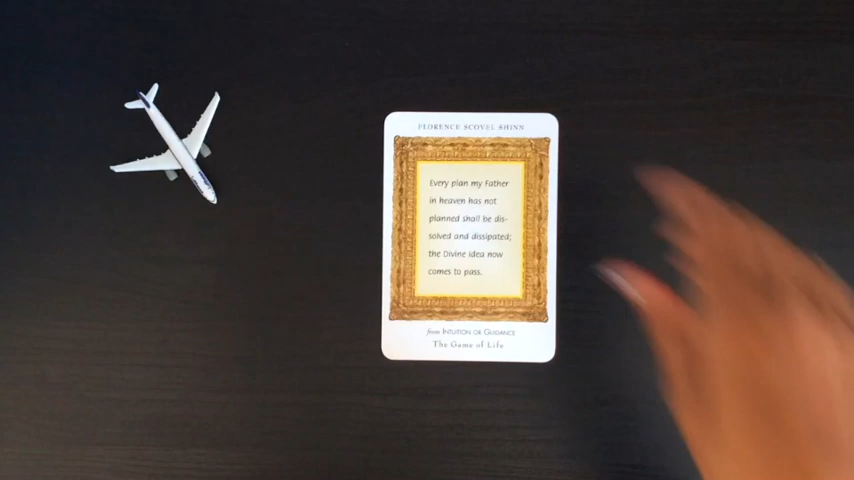 FLORENCE SCOVEL SHINN
Every plan my Father
in heaven has not
planned shall be dis-
solved and dissipated;
the Divine idea now
comes to pass.
from INTUITION OR GUIDANCE
The Game of Life